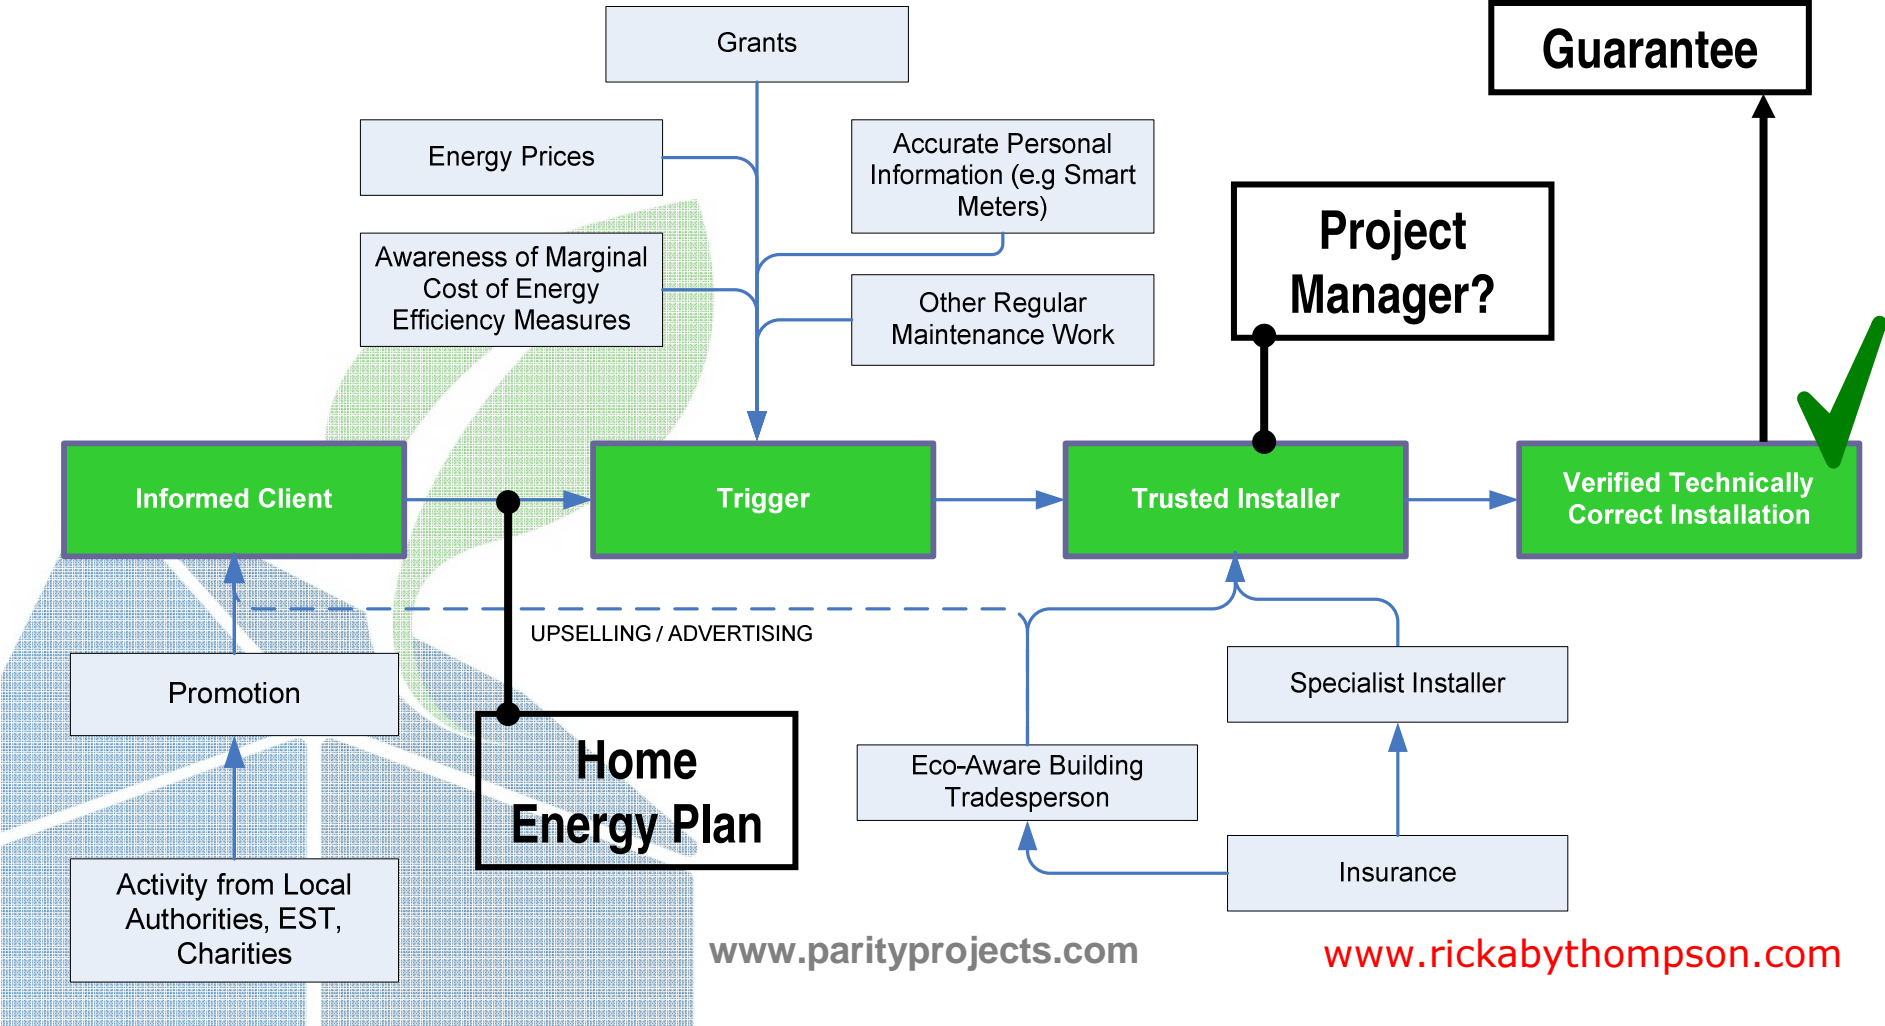 Grants
Guarantee
Energy Prices
Accurate Personal
Information (e.g Smart
Meters)
Project
Manager?
Awareness of Marginal
Cost of Energy
Efficiency Measures
Other Regular
Maintenance Work
Informed Client
Trigger
Trusted Installer
Verified Technically
Correct Installation
UPSELLING / ADVERTISING
Promotion
Specialist Installer
Home
Energy Plan
Eco-Aware Building
Tradesperson
Insurance
Activity from Local
Authorities, EST,
Charities
www.parityprojects.com
www.rickabythompson.com